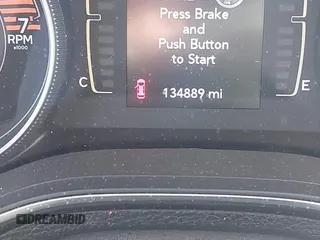 Press Brake
and
Push Button
to Start
7
RPM
x1000
C
E
134889 mi
DREAMBID